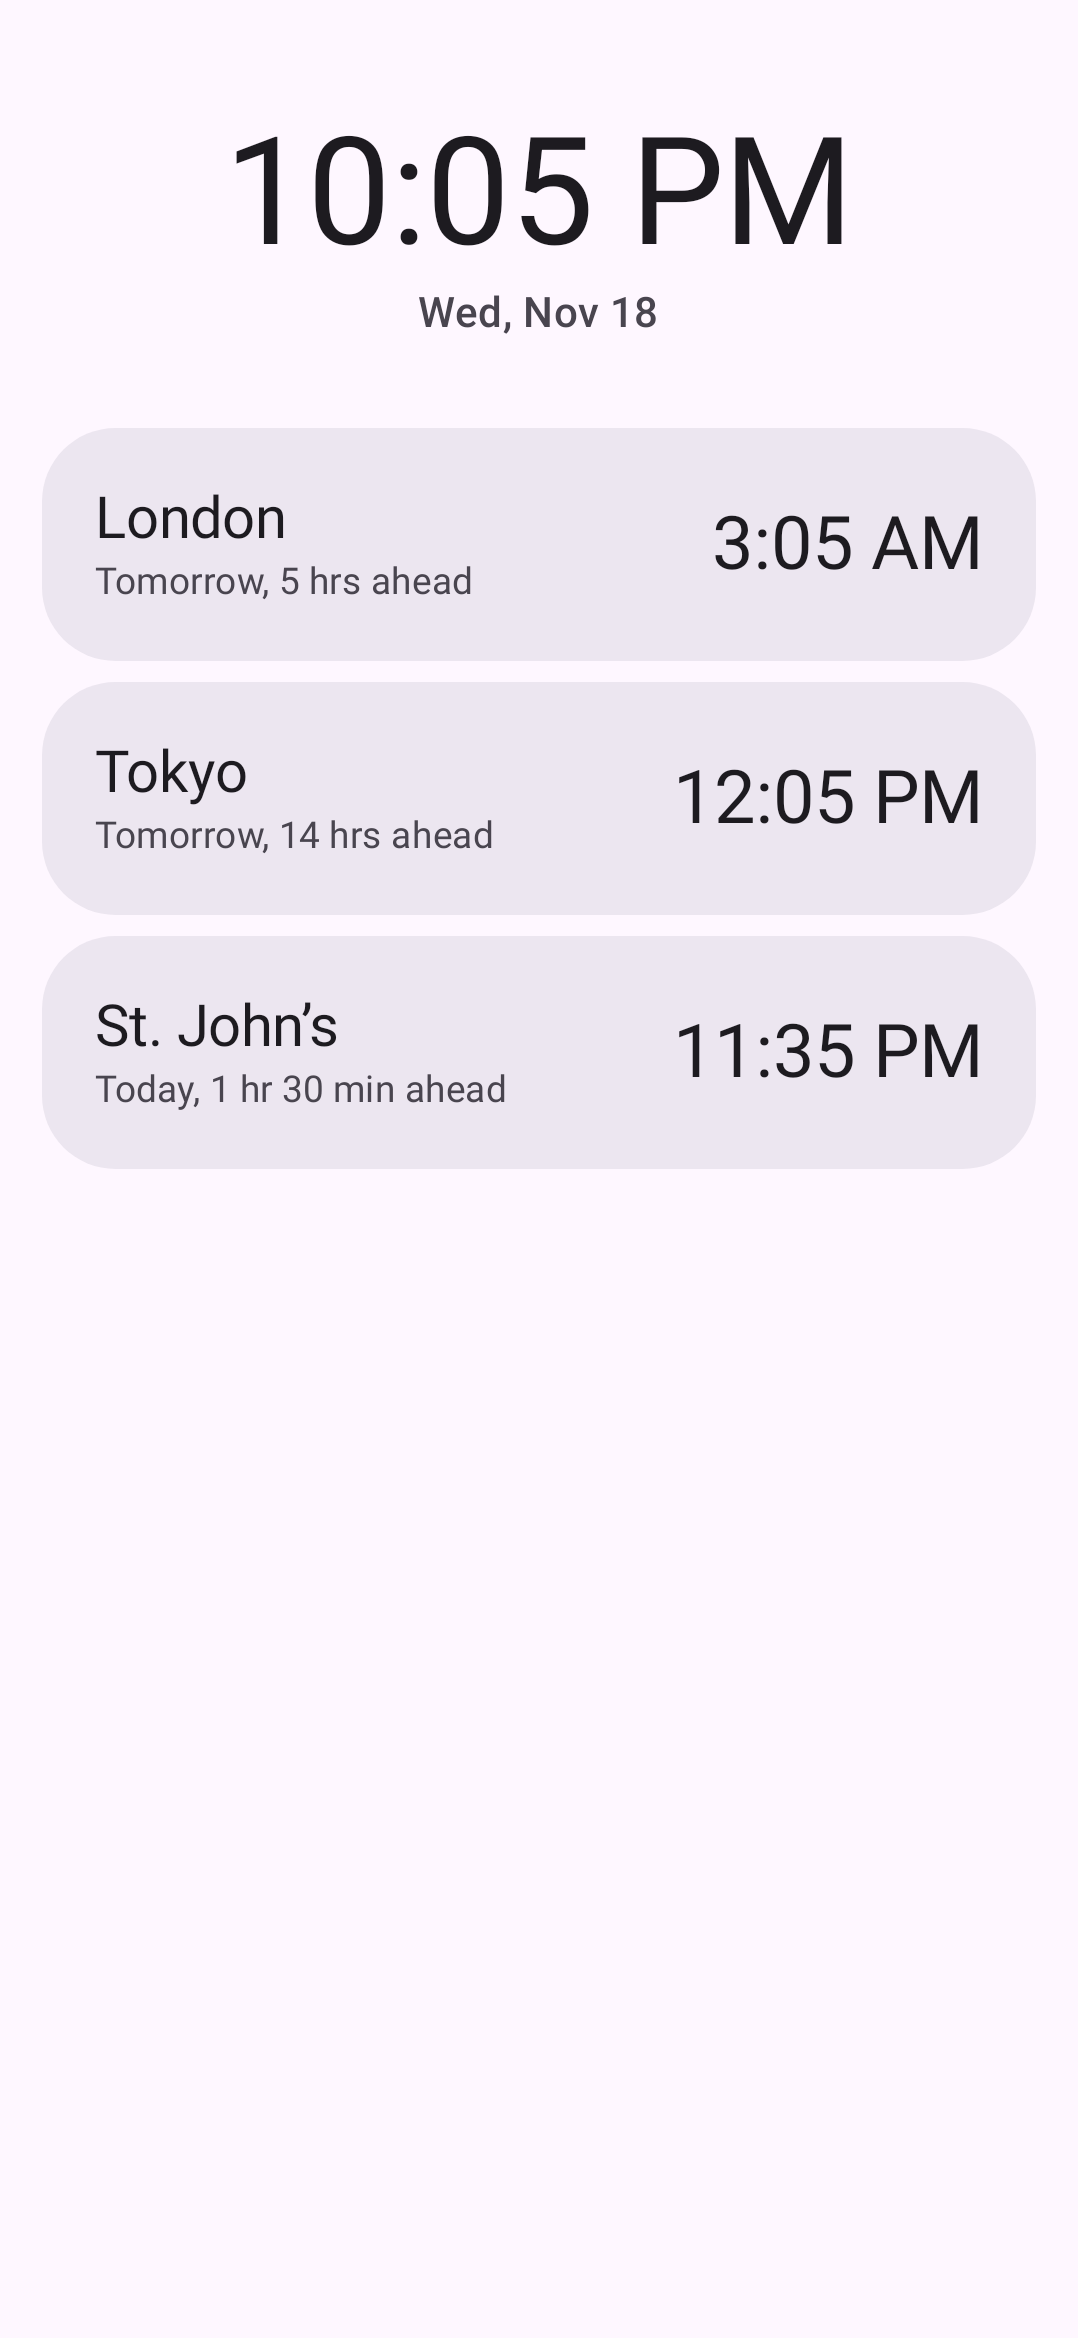 10:05 PM
Wed, Nov 18
London
Tomorrow, 5 hrs ahead
3:05 AM
Tokyo
Tomorrow, 14 hrs ahead
12:05 PM
St. John’s
Today, 1 hr 30 min ahead
11:35 PM